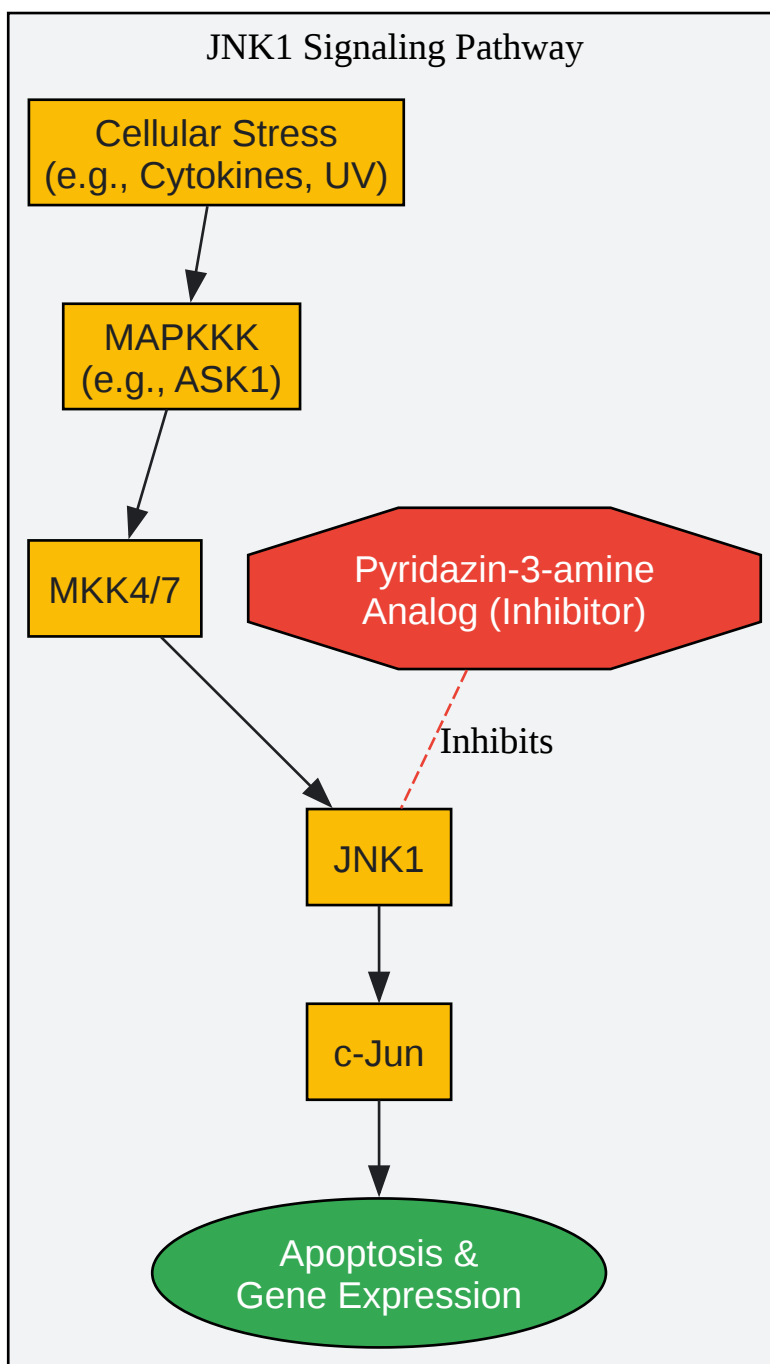 JNK1 Signaling Pathway
Cellular Stress
(e.g., Cytokines, UV)
MAPKKK
(e.g., ASK1)
MKK4/7
Pyridazin-3-amine
Analog (Inhibitor)
Inhibits
JNK1
c-Jun
Apoptosis &
Gene Expression